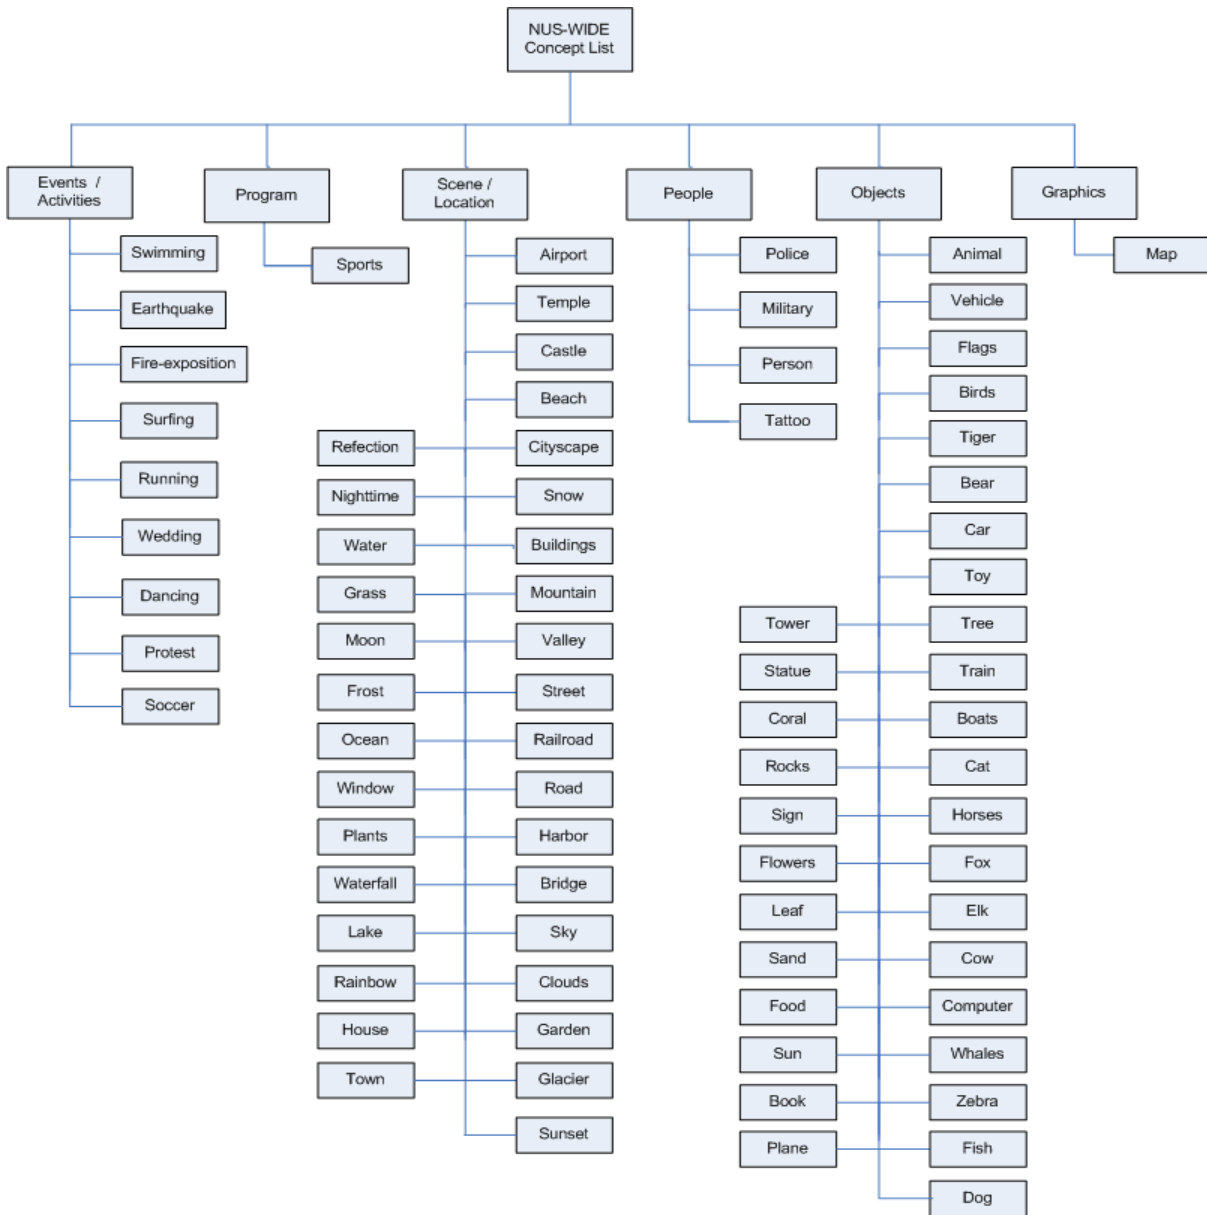 NUS-WIDE
Concept List
Events /
Activities
Program
Scene /
Location
People
Objects
Graphics
Swimming
Earthquake
Fire-exposition
Surfing
Running
Wedding
Dancing
Protest
Soccer
Sports
Airport
Temple
Castle
Beach
Refection
Cityscape
Nighttime
Snow
Water
Buildings
Grass
Mountain
Moon
Valley
Frost
Street
Ocean
Railroad
Window
Road
Plants
Harbor
Waterfall
Bridge
Lake
Sky
Rainbow
Clouds
House
Garden
Town
Glacier
Sunset
Police
Military
Person
Tattoo
Animal
Vehicle
Flags
Birds
Tiger
Bear
Car
Toy
Tower
Tree
Statue
Train
Coral
Boats
Rocks
Cat
Sign
Horses
Flowers
Fox
Leaf
Elk
Sand
Cow
Food
Computer
Sun
Whales
Book
Zebra
Plane
Fish
Dog
Map